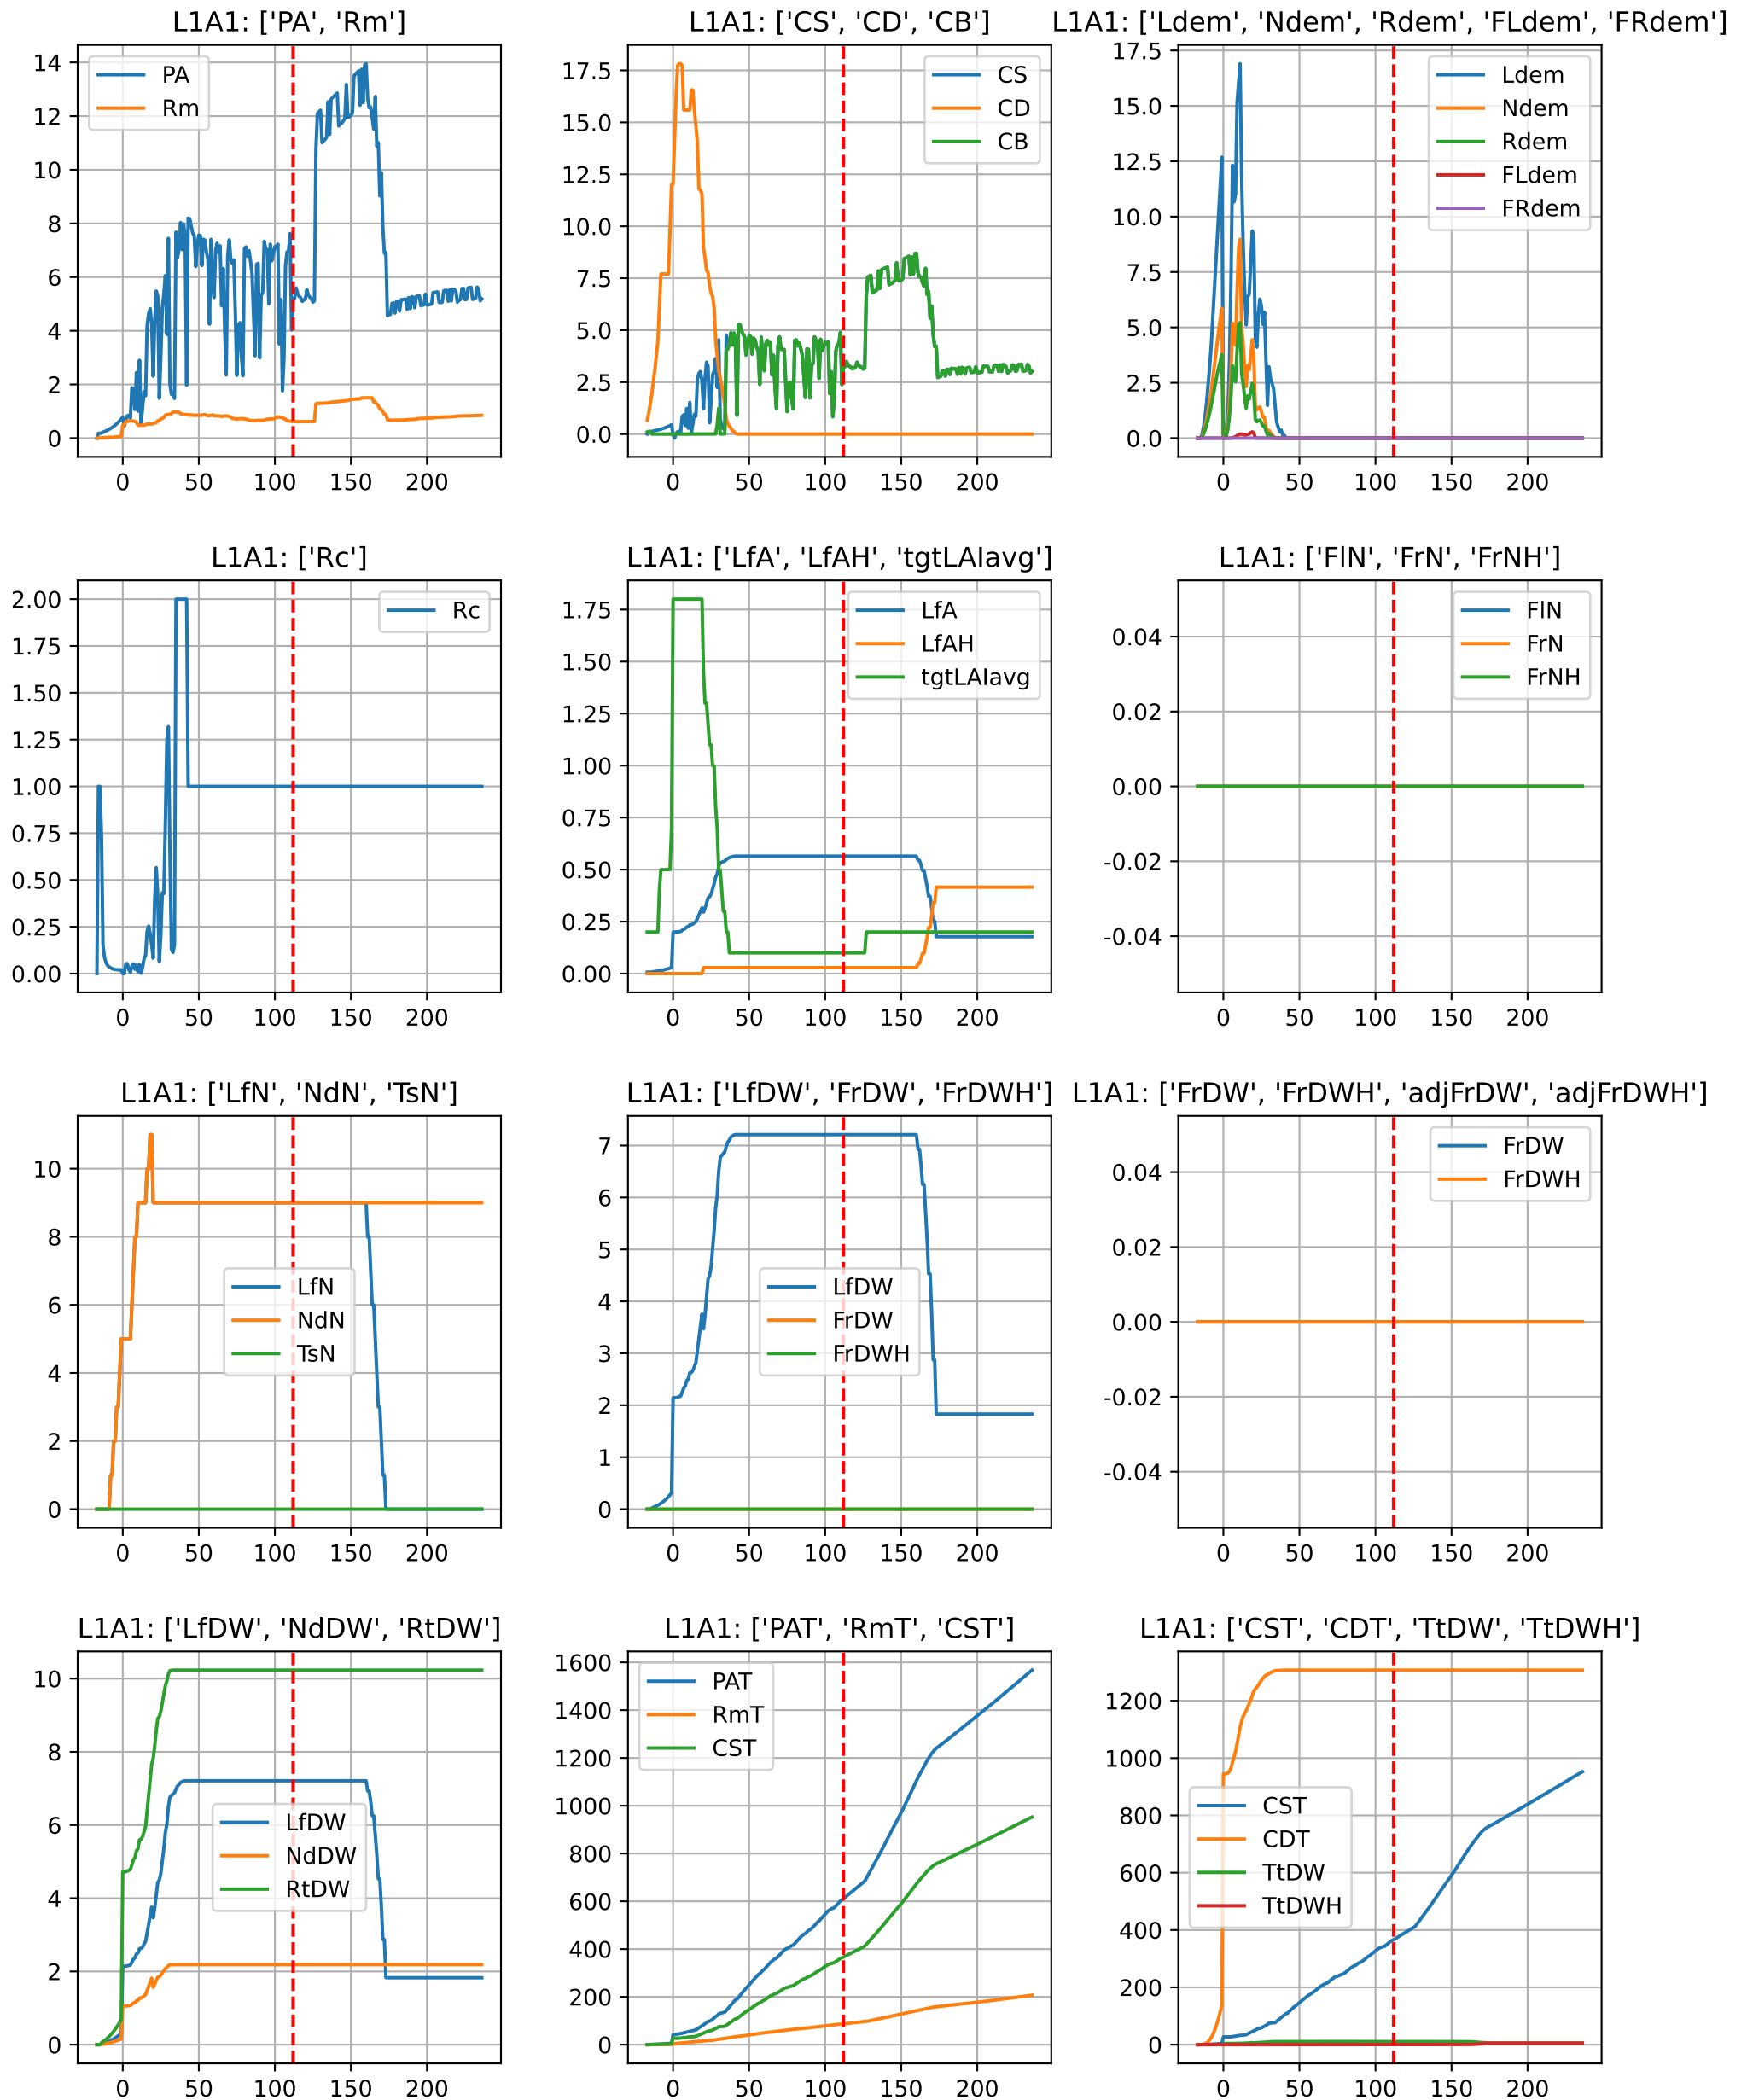 L1A1: ['PA', 'Rm']
14
12
10
8
6
4
2
0
0 50 100 150 200
PA
Rm
L1A1: ['CS', 'CD', 'CB']
17.5
15.0
12.5
10.0
7.5
5.0
2.5
0.0
0 50 100 150 200
CS
CD
CB
L1A1: ['Ldem', 'Ndem', 'Rdem', 'FLdem', 'FRdem']
17.5
15.0
12.5
10.0
7.5
5.0
2.5
0.0
0 50 100 150 200
Ldem
Ndem
Rdem
FLdem
FRdem
L1A1: ['Rc']
2.00
1.75
1.50
1.25
1.00
0.75
0.50
0.25
0.00
0 50 100 150 200
Rc
L1A1: ['LfA', 'LfAH', 'tgtLAIavg']
1.75
1.50
1.25
1.00
0.75
0.50
0.25
0.00
0 50 100 150 200
LfA
LfAH
tgtLAIavg
L1A1: ['FlN', 'FrN', 'FrNH']
0.04
0.02
0.00
-0.02
-0.04
0 50 100 150 200
FlN
FrN
FrNH
L1A1: ['LfN', 'NdN', 'TsN']
10
8
6
4
2
0
0 50 100 150 200
LfN
NdN
TsN
L1A1: ['LfDW', 'FrDW', 'FrDWH']
7
6
5
4
3
2
1
0
0 50 100 150 200
LfDW
FrDW
FrDWH
L1A1: ['FrDW', 'FrDWH', 'adjFrDW', 'adjFrDWH']
0.04
0.02
0.00
-0.02
-0.04
0 50 100 150 200
FrDW
FrDWH
L1A1: ['LfDW', 'NdDW', 'RtDW']
10
8
6
4
2
0
0 50 100 150 200
LfDW
NdDW
RtDW
L1A1: ['PAT', 'RmT', 'CST']
1600
1400
1200
1000
800
600
400
200
0
0 50 100 150 200
PAT
RmT
CST
L1A1: ['CST', 'CDT', 'TtDW', 'TtDWH']
1200
1000
800
600
400
200
0
0 50 100 150 200
CST
CDT
TtDW
TtDWH